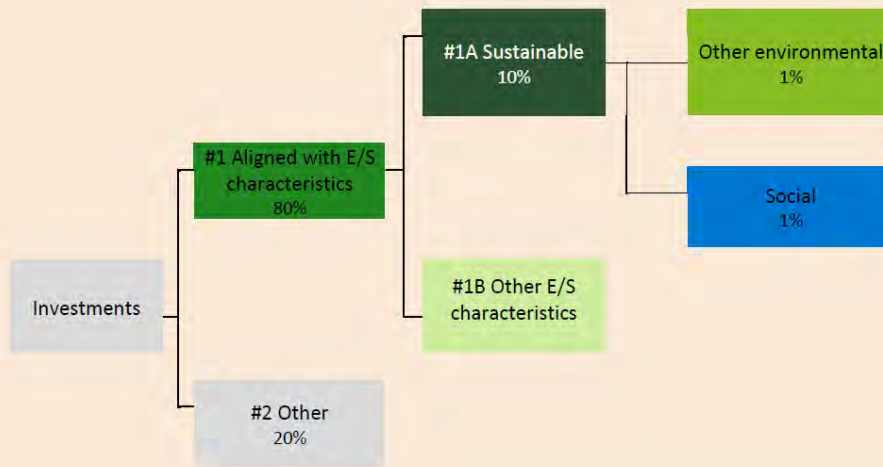 #1A Sustainable
10%
Other environmental
1%
#1 Aligned with E/S
characteristics
80%
Social
1%
Investments
#1B Other E/S
characteristics
#2 Other
20%